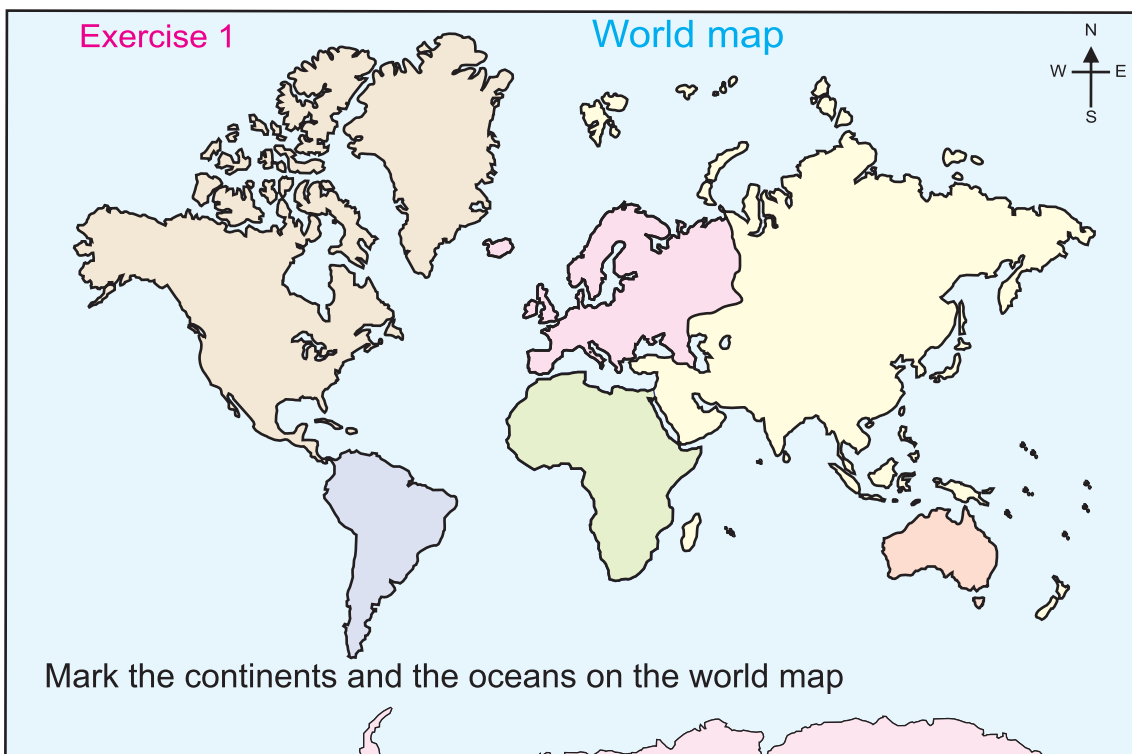 Exercise 1
World map
N
W E
S
Mark the continents and the oceans on the world map